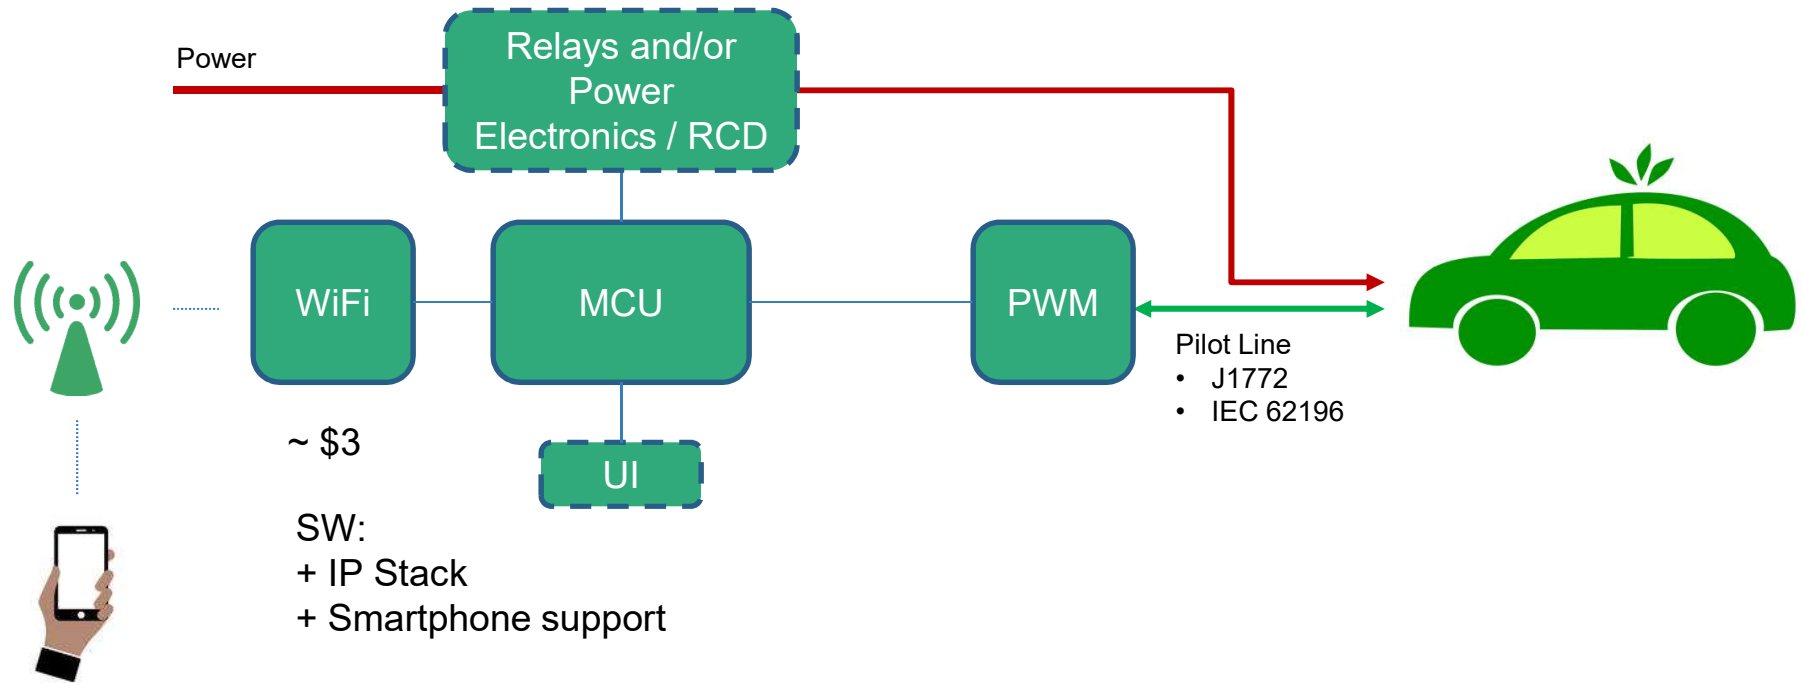 Power
Relays and/or
Power
Electronics / RCD
WiFi
MCU
PWM
Pilot Line
• J1772
• IEC 62196
~ $3
UI
SW:
+ IP Stack
+ Smartphone support